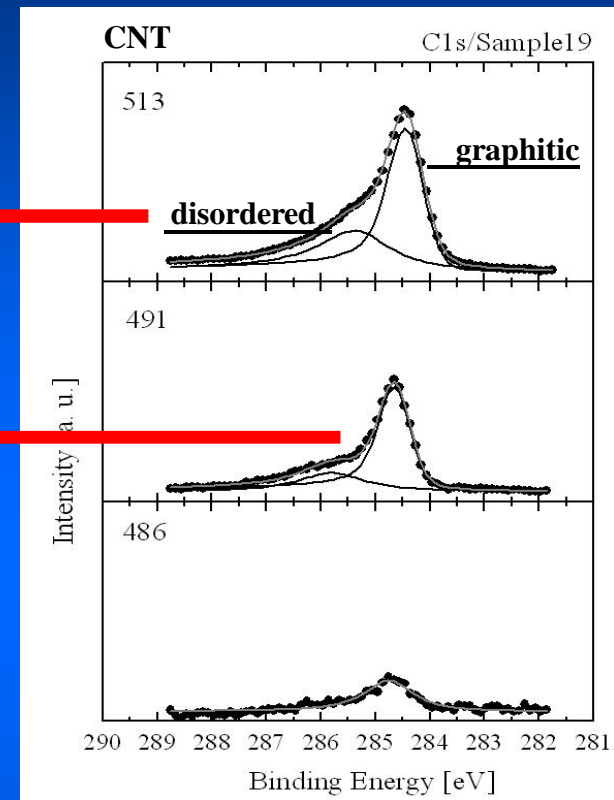 CNT
C1s/Sample19
513
graphitic
disordered
491
Intensity a. u.]
486
290 289 288 287 286 285 284 283 282 281
Binding Energy [eV]